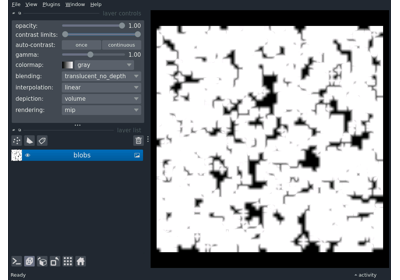 File View Plugins Window Help
layer controls
opacity: 1.00
contrast limits:
auto-contrast: once continuous
gamma: 1.00
colormap: gray
blending: translucent_no_depth
interpolation: linear
depiction: volume
rendering: mip
layer list
blobs
Ready activity